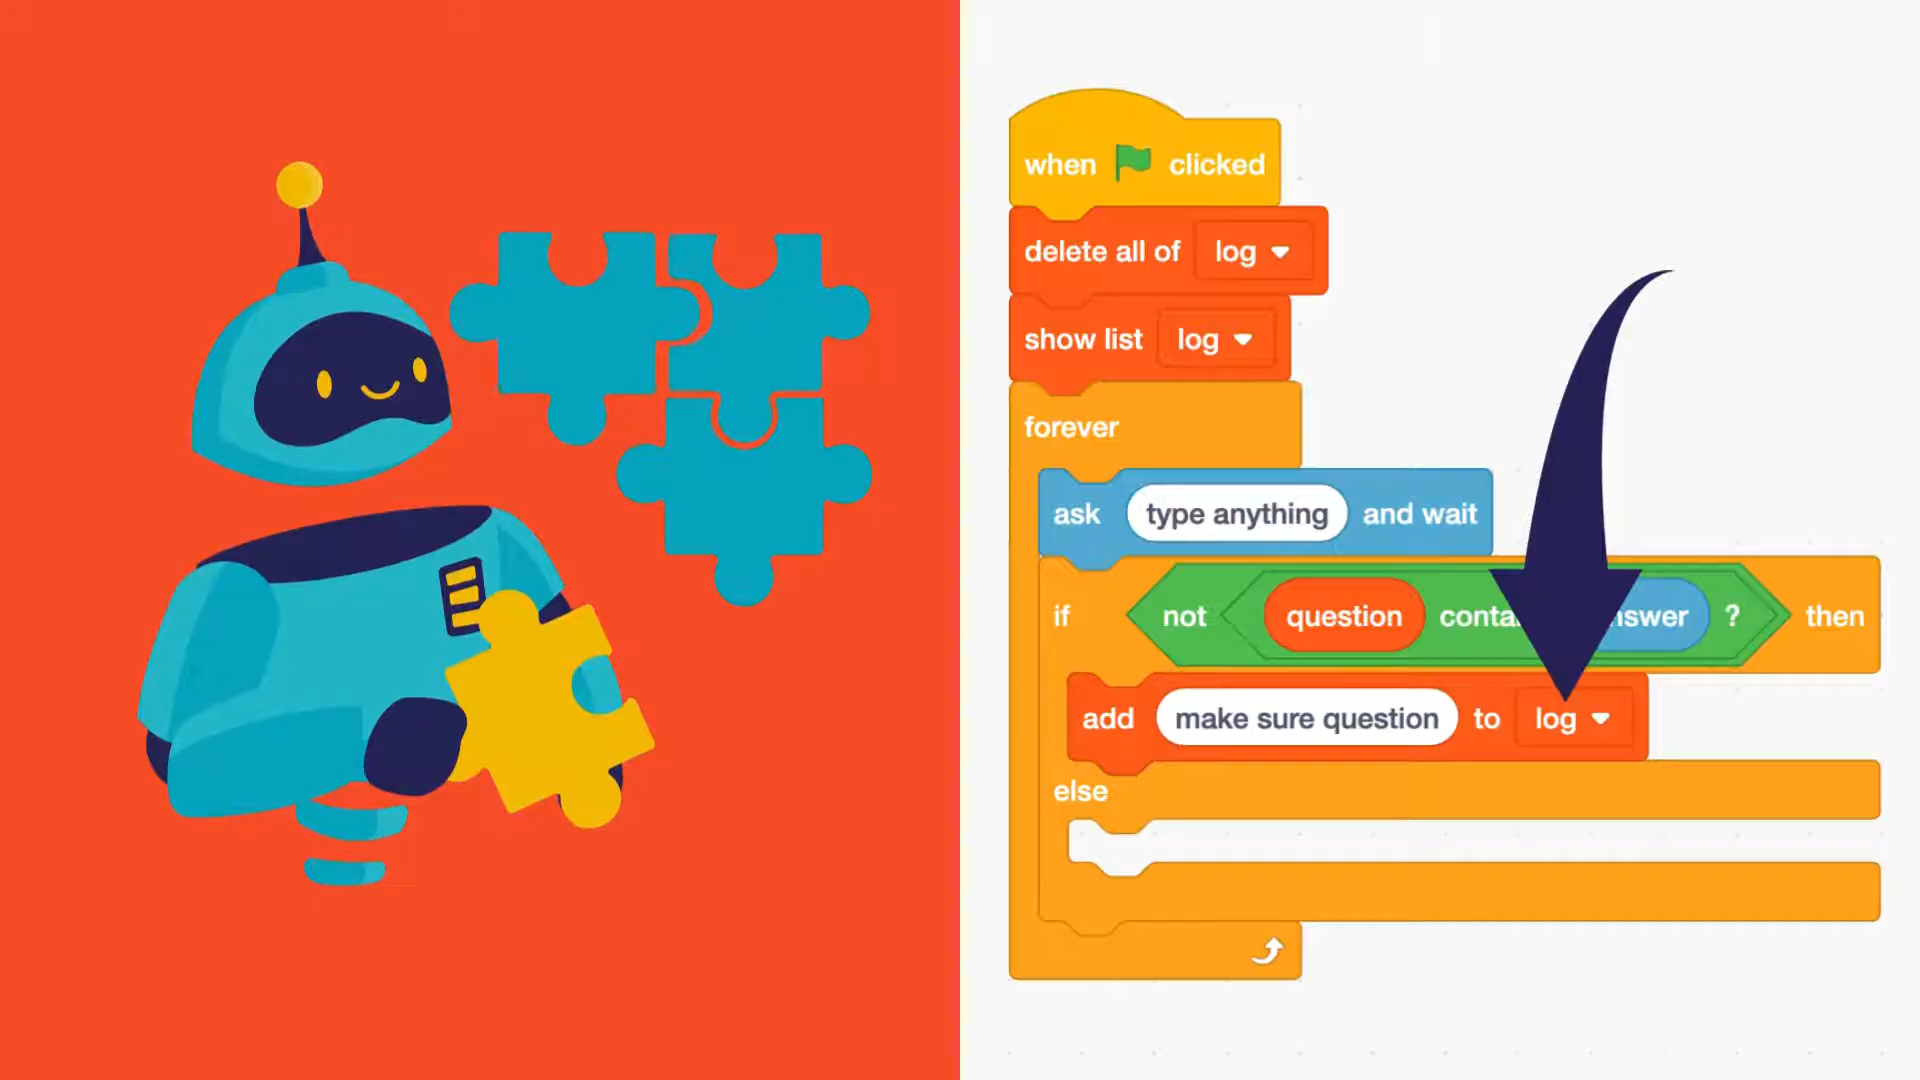 when clicked
delete all of log
show list log
forever
ask type anything and wait
if not question ? then
add make sure question to log
else